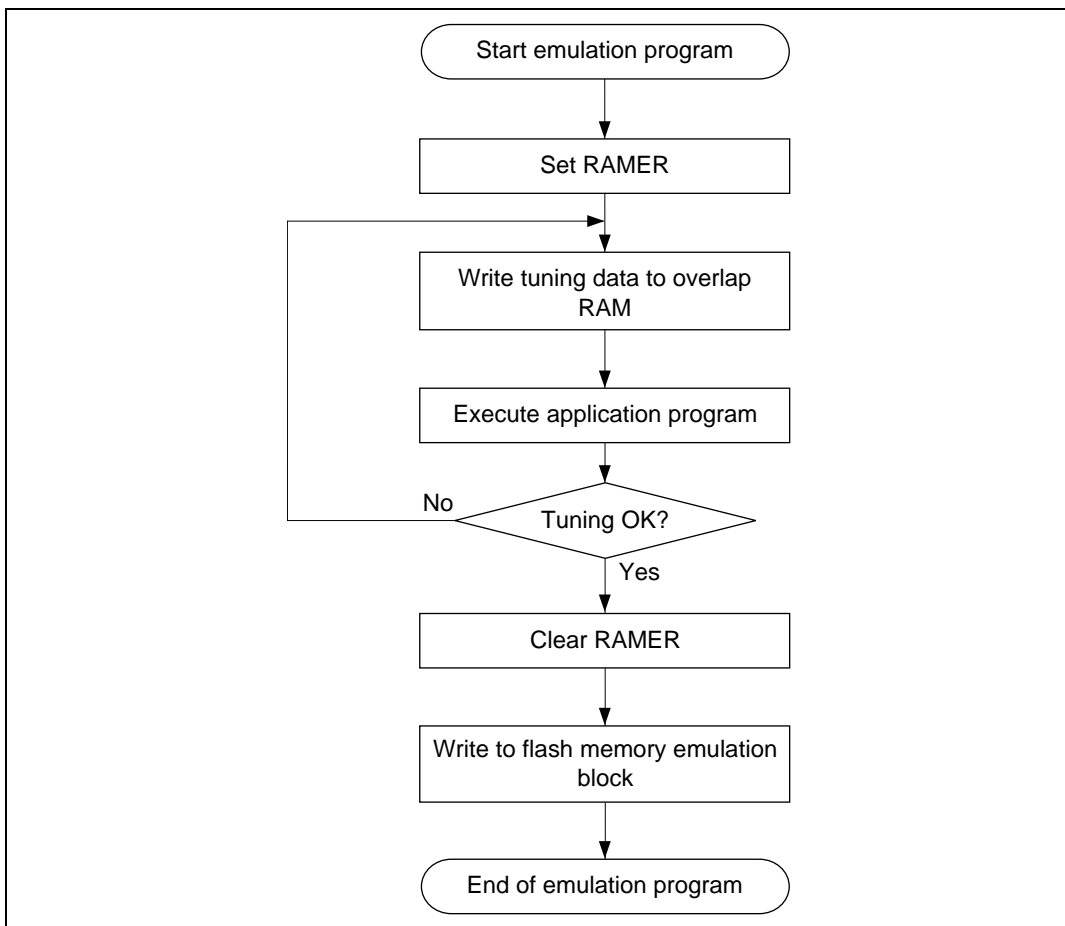 Start emulation program
Set RAMER
Write tuning data to overlap
RAM
Execute application program
No
Tuning OK?
Yes
Clear RAMER
Write to flash memory emulation
block
End of emulation program